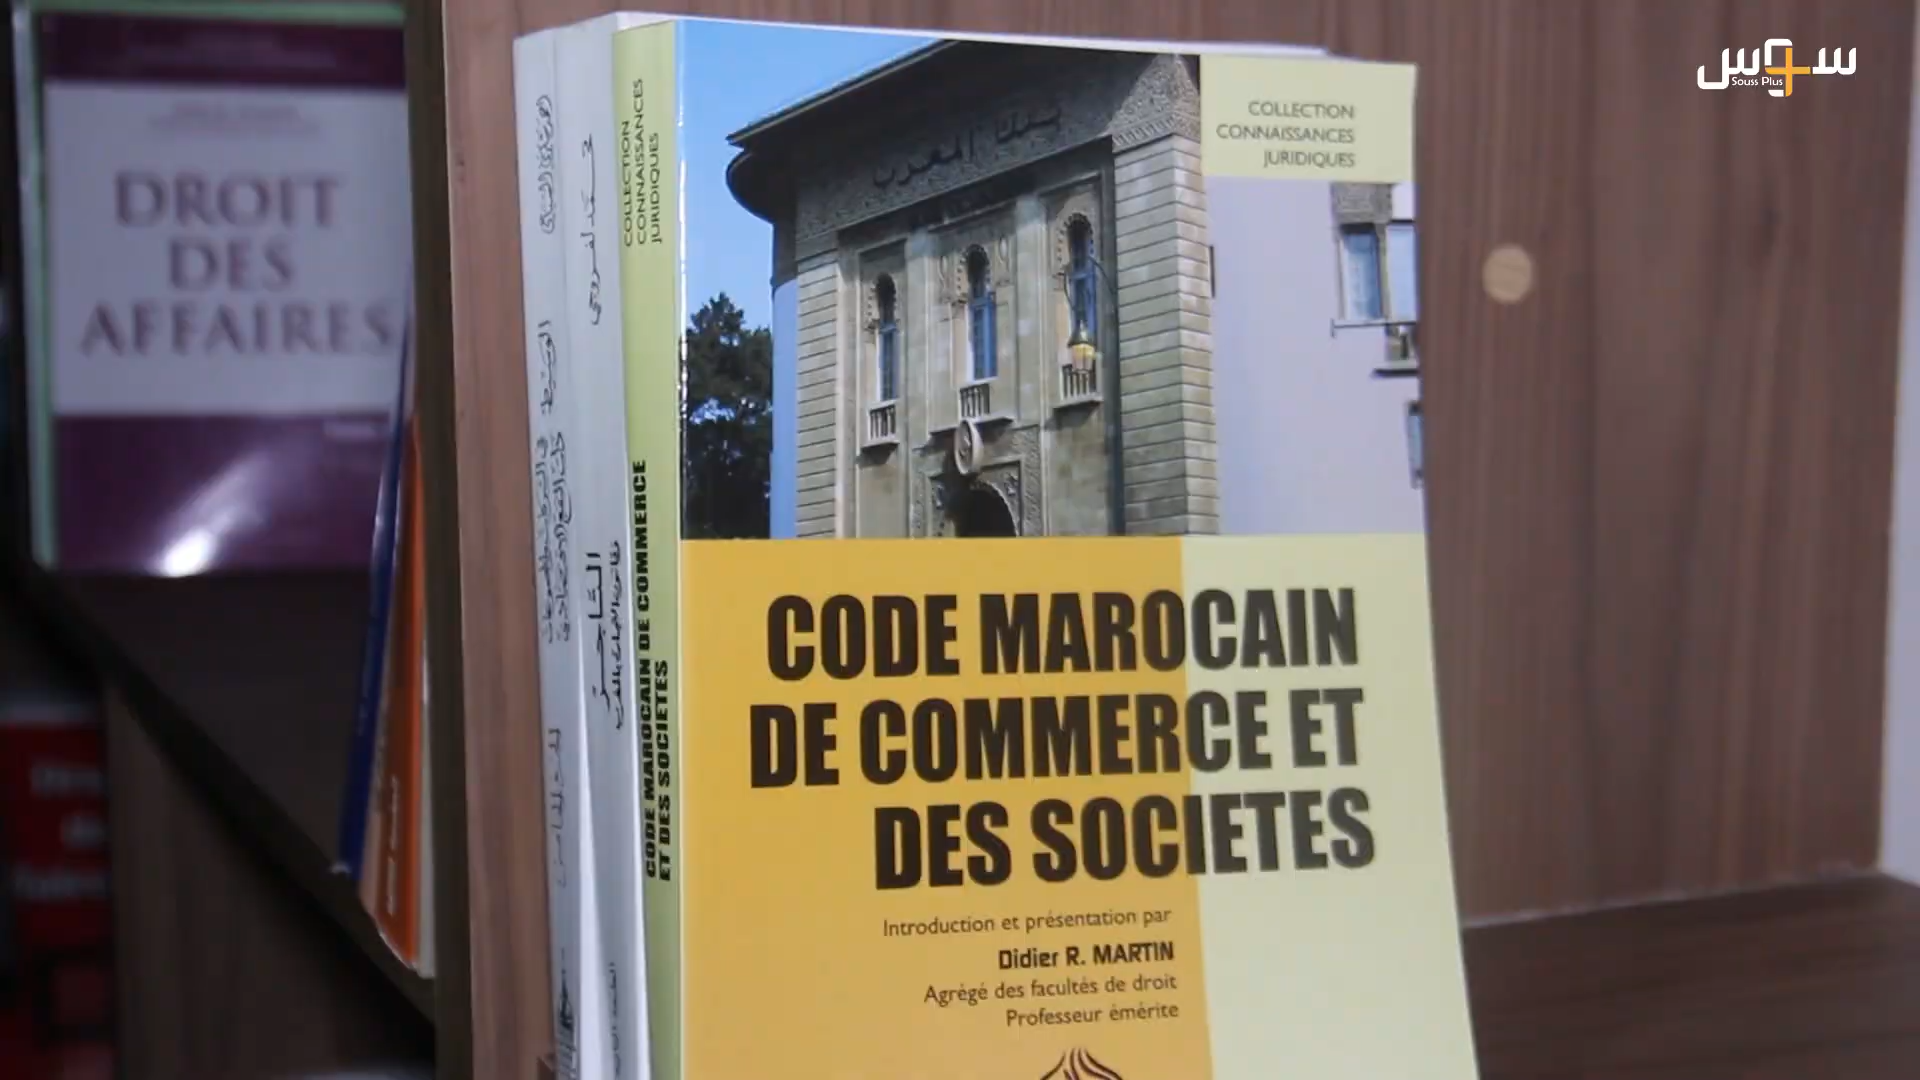 سوس
Souss Plus
DROIT
DES
AFFAIRES
COLLECTION
CONNAISSANCES
JURIDIQUES
بنك المغرب
COLLECTION
CONNAISSANCES
JURIDIQUES
CODE MAROCAIN DE COMMERCE
ET DES SOCIETES
CODE MAROCAIN
DE COMMERCE ET
DES SOCIETES
Introduction et présentation par
Didier R. MARTIN
Agrégé des facultés de droit
Professeur émérite